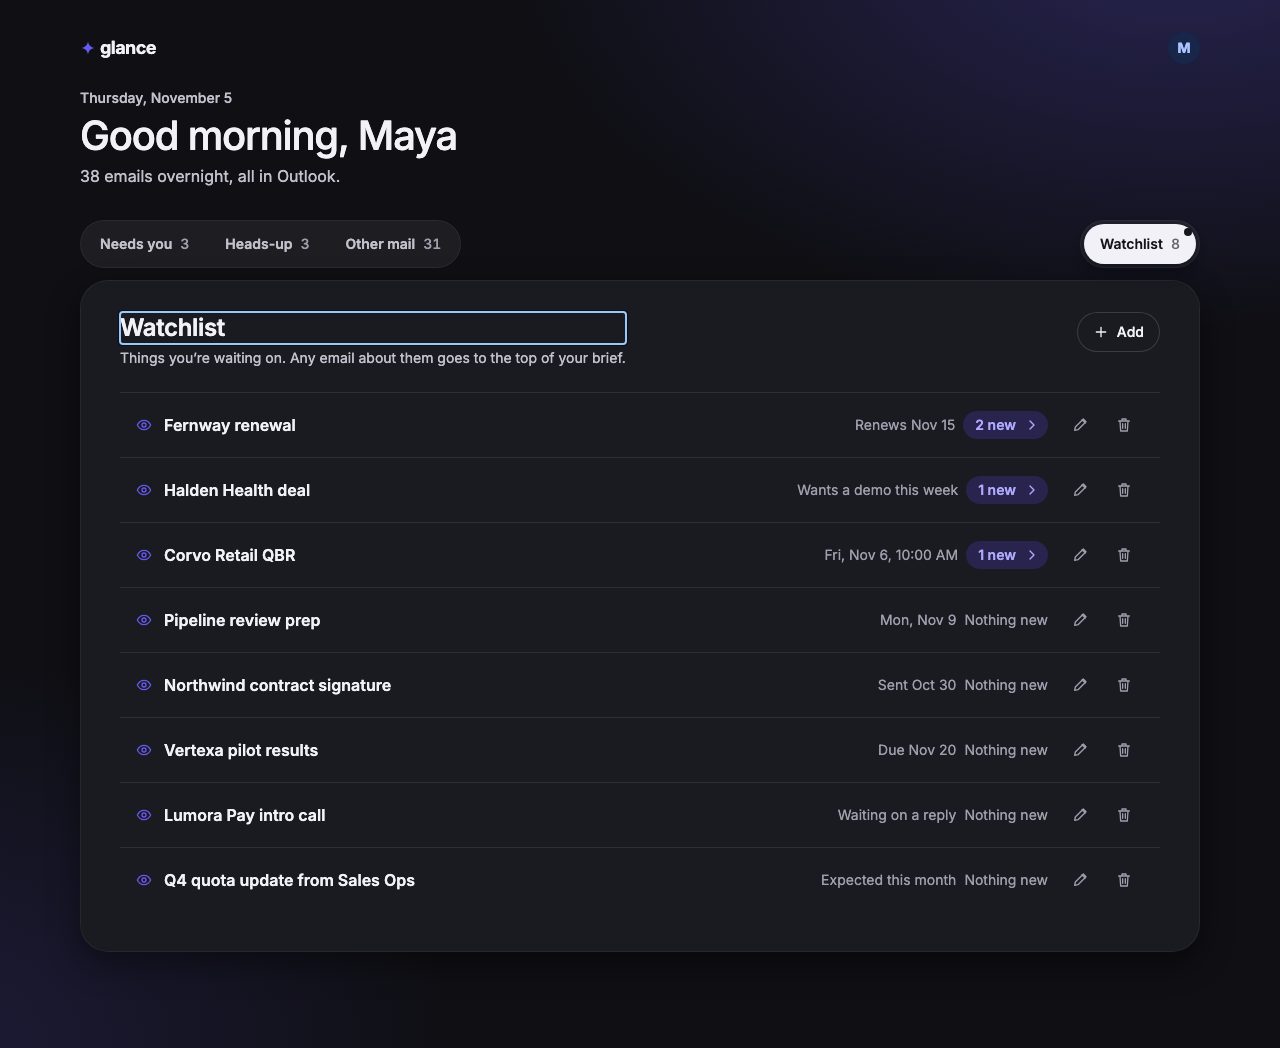 glance
M
Thursday, November 5
Good morning, Maya
38 emails overnight, all in Outlook.
Needs you 3 Heads-up 3 Other mail 31 Watchlist 8
Watchlist
Add
Things you’re waiting on. Any email about them goes to the top of your brief.
Fernway renewal Renews Nov 15 2 new
Halden Health deal Wants a demo this week 1 new
Corvo Retail QBR Fri, Nov 6, 10:00 AM 1 new
Pipeline review prep Mon, Nov 9 Nothing new
Northwind contract signature Sent Oct 30 Nothing new
Vertexa pilot results Due Nov 20 Nothing new
Lumora Pay intro call Waiting on a reply Nothing new
Q4 quota update from Sales Ops Expected this month Nothing new